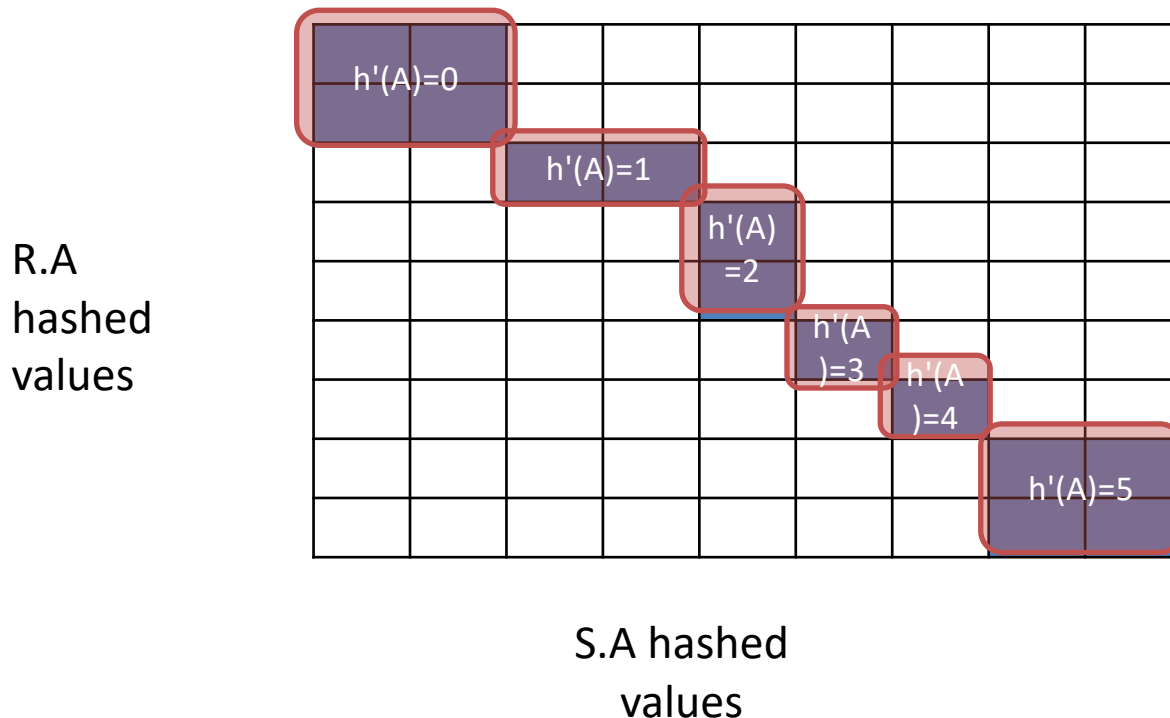 h'(A)=0
h'(A)=1
h'(A)
=2
R.A
hashed
values
h'(A
)=3
h'(A
)=4
h'(A)=5
S.A hashed
values